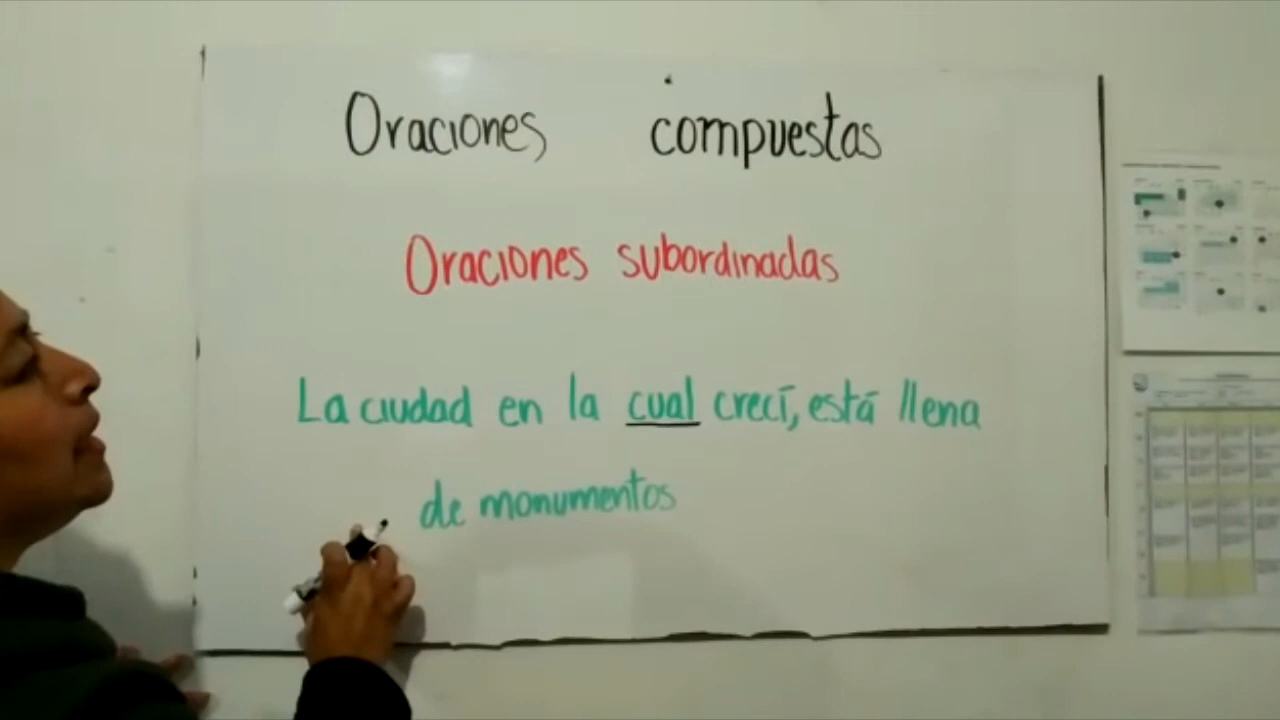 Oraciones compuestas
Oraciones subordinadas
La ciudad en la cual crecí, está llena
de monumentos